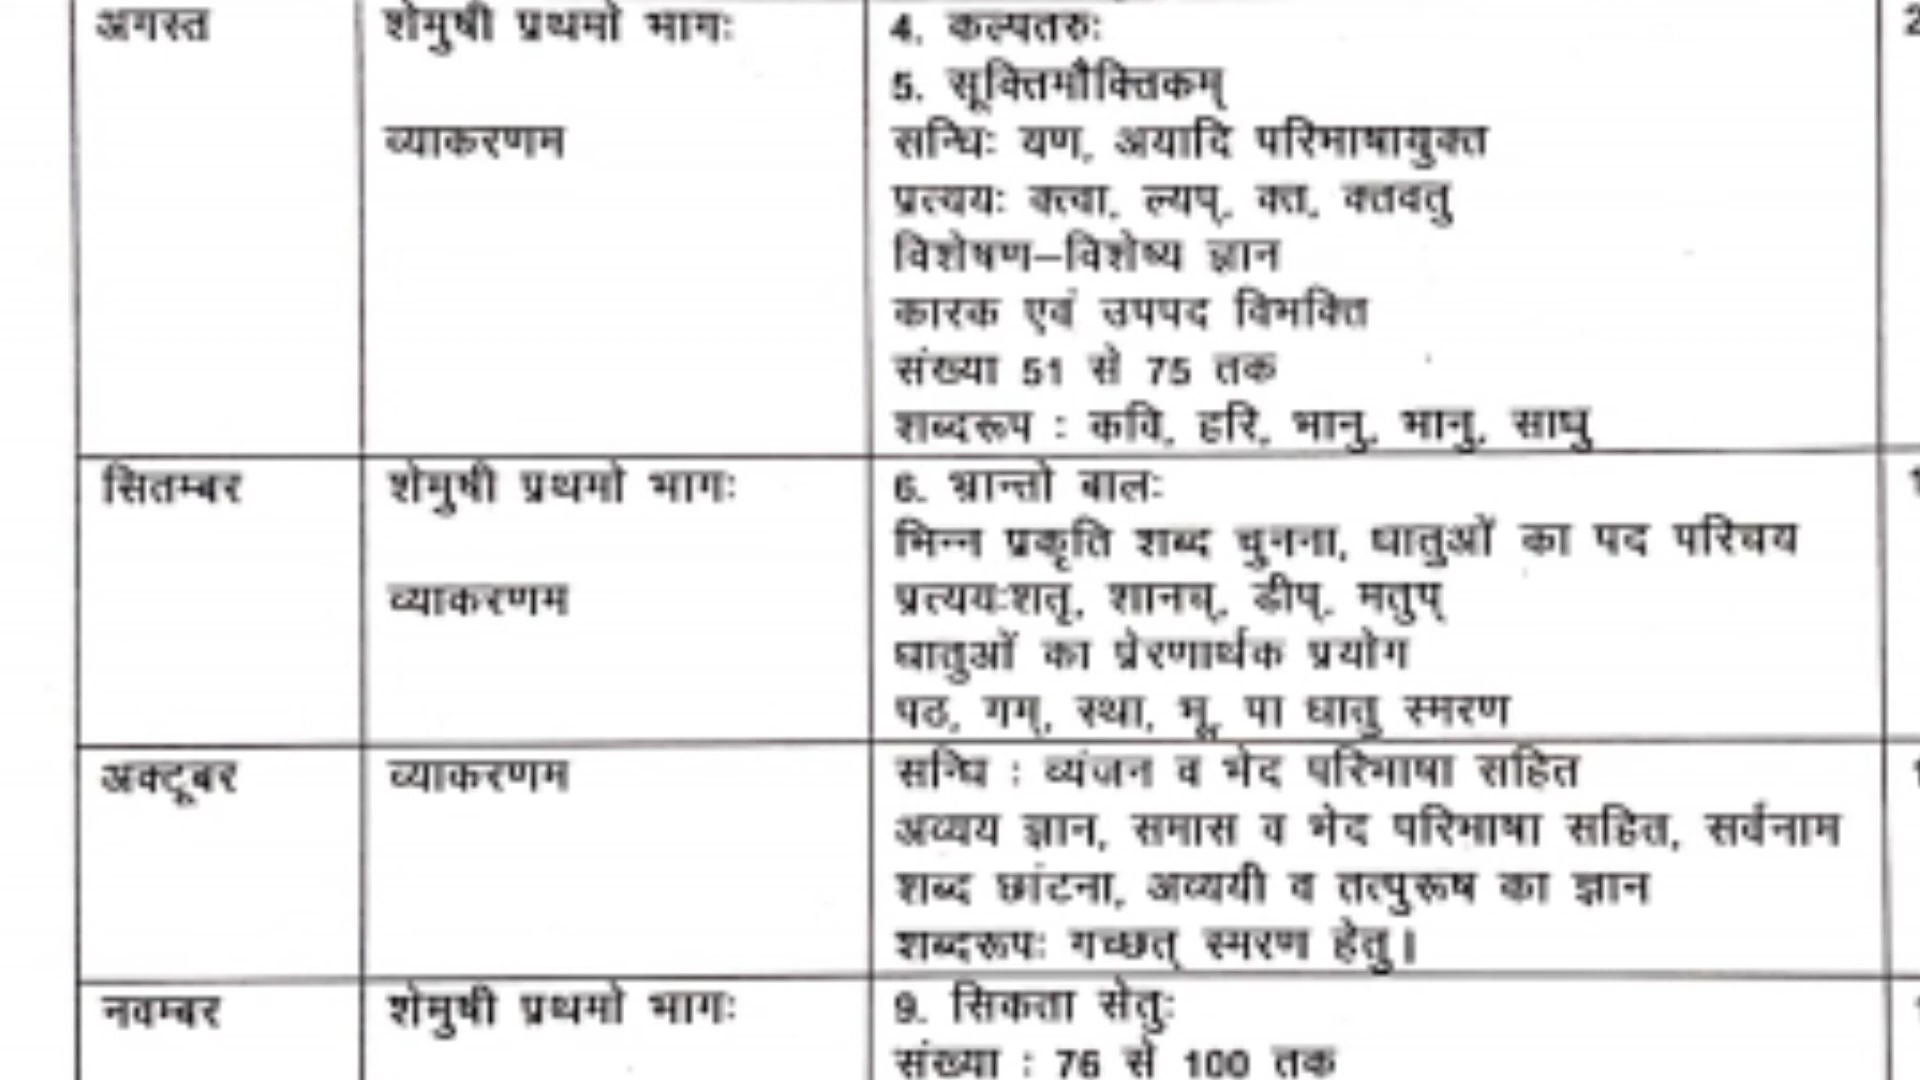 अगस्त
शेमुषी प्रथमो भागः
4. कल्पतरुः
5. सूक्तिमौक्तिकम्
व्याकरणम
सन्धिः यण, अयादि परिभाषायुक्त
प्रत्ययः क्त्वा, ल्यप्, क्त, क्तवतु
विशेषण–विशेष्य ज्ञान
कारक एवं उपपद विभक्ति
संख्या 51 से 75 तक
शब्दरूप : कवि, हरि, भानु, भानु, साधु
सितम्बर
शेमुषी प्रथमो भागः
6. भ्रान्तो बालः
भिन्न प्रकृति शब्द चुनना, धातुओं का पद परिचय
व्याकरणम
प्रत्ययःशतृ, शानच्, डीप्, मतुप्
धातुओं का प्रेरणार्थक प्रयोग
पठ, गम्, स्था, भू, पा धातु स्मरण
अक्टूबर
व्याकरणम
सन्धि : व्यंजन व भेद परिभाषा सहित
अव्यय ज्ञान, समास व भेद परिभाषा सहित, सर्वनाम
शब्द छांटना, अव्ययी व तत्पुरूष का ज्ञान
शब्दरूपः गच्छत् स्मरण हेतु।
नवम्बर
शेमुषी प्रथमो भागः
9. सिकता सेतुः
संख्या : 76 से 100 तक